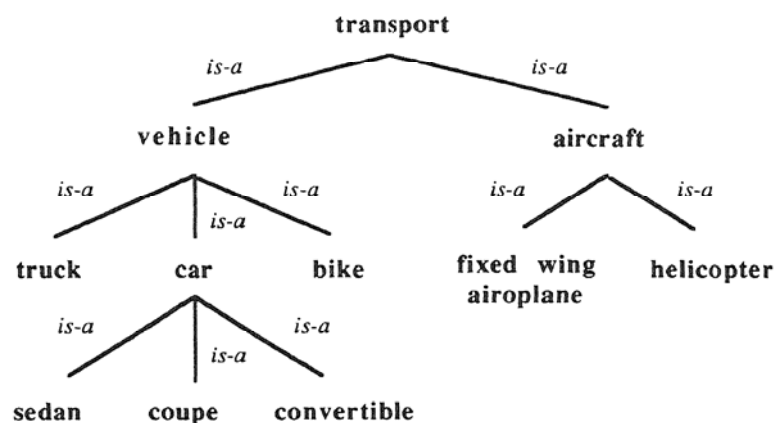 transport
is-a is-a
vehicle aircraft
is-a is-a is-a is-a is-a
truck car bike fixed wing helicopter
airoplane
is-a is-a is-a
sedan coupe convertible